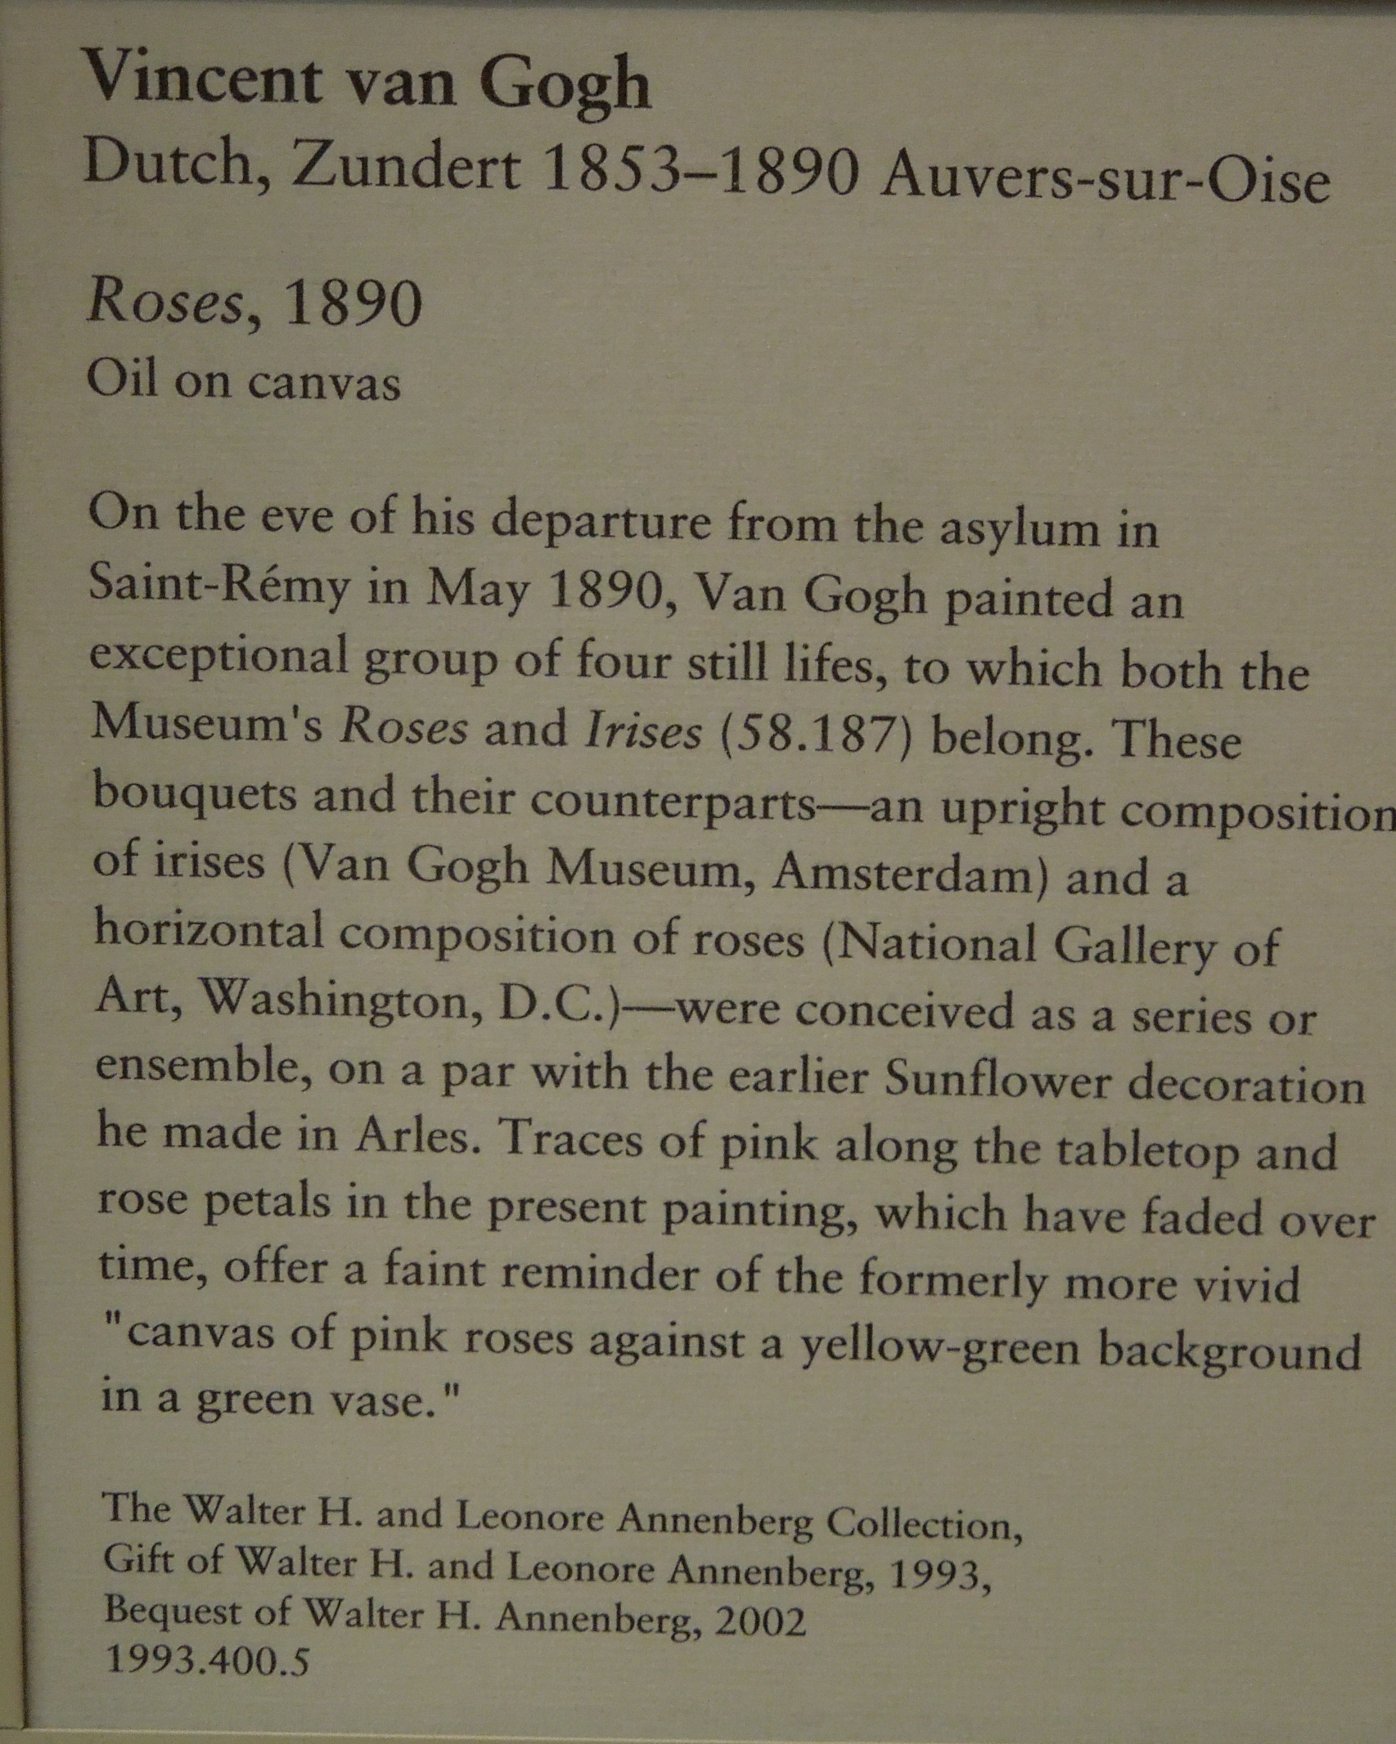 Vincent van Gogh
Dutch, Zundert 1853–1890 Auvers-sur-Oise
Roses, 1890
Oil on canvas
On the eve of his departure from the asylum in
Saint-Rémy in May 1890, Van Gogh painted an
exceptional group of four still lifes, to which both the
Museum's Roses and Irises (58.187) belong. These
bouquets and their counterparts—an upright composition
of irises (Van Gogh Museum, Amsterdam) and a
horizontal composition of roses (National Gallery of
Art, Washington, D.C.)—were conceived as a series or
ensemble, on a par with the earlier Sunflower decoration
he made in Arles. Traces of pink along the tabletop and
rose petals in the present painting, which have faded over
time, offer a faint reminder of the formerly more vivid
"canvas of pink roses against a yellow-green background
in a green vase."
The Walter H. and Leonore Annenberg Collection,
Gift of Walter H. and Leonore Annenberg, 1993,
Bequest of Walter H. Annenberg, 2002
1993.400.5